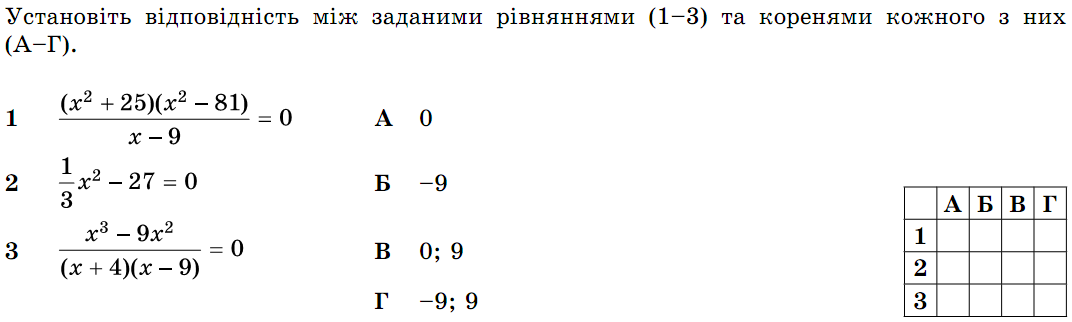 Установіть відповідність між заданими рівняннями (1–3) та коренями кожного з них
(А–Г).
1 (x² + 25)(x² – 81) / x – 9 = 0 А 0
2 1/3 x² – 27 = 0 Б –9
3 x³ – 9x² / (x + 4)(x – 9) = 0 В 0; 9
Г –9; 9
А Б В Г
1
2
3